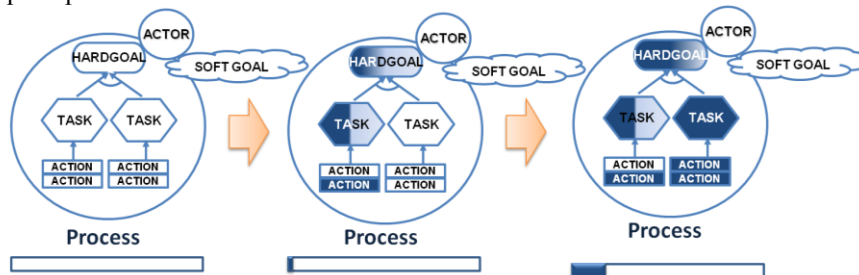 ACTOR
HARDGOAL
SOFT GOAL
TASK TASK
ACTION ACTION
ACTION ACTION
Process
ACTOR
HARDGOAL
SOFT GOAL
TASK TASK
ACTION ACTION
ACTION ACTION
Process
ACTOR
HARDGOAL
SOFT GOAL
TASK TASK
ACTION ACTION
ACTION ACTION
Process